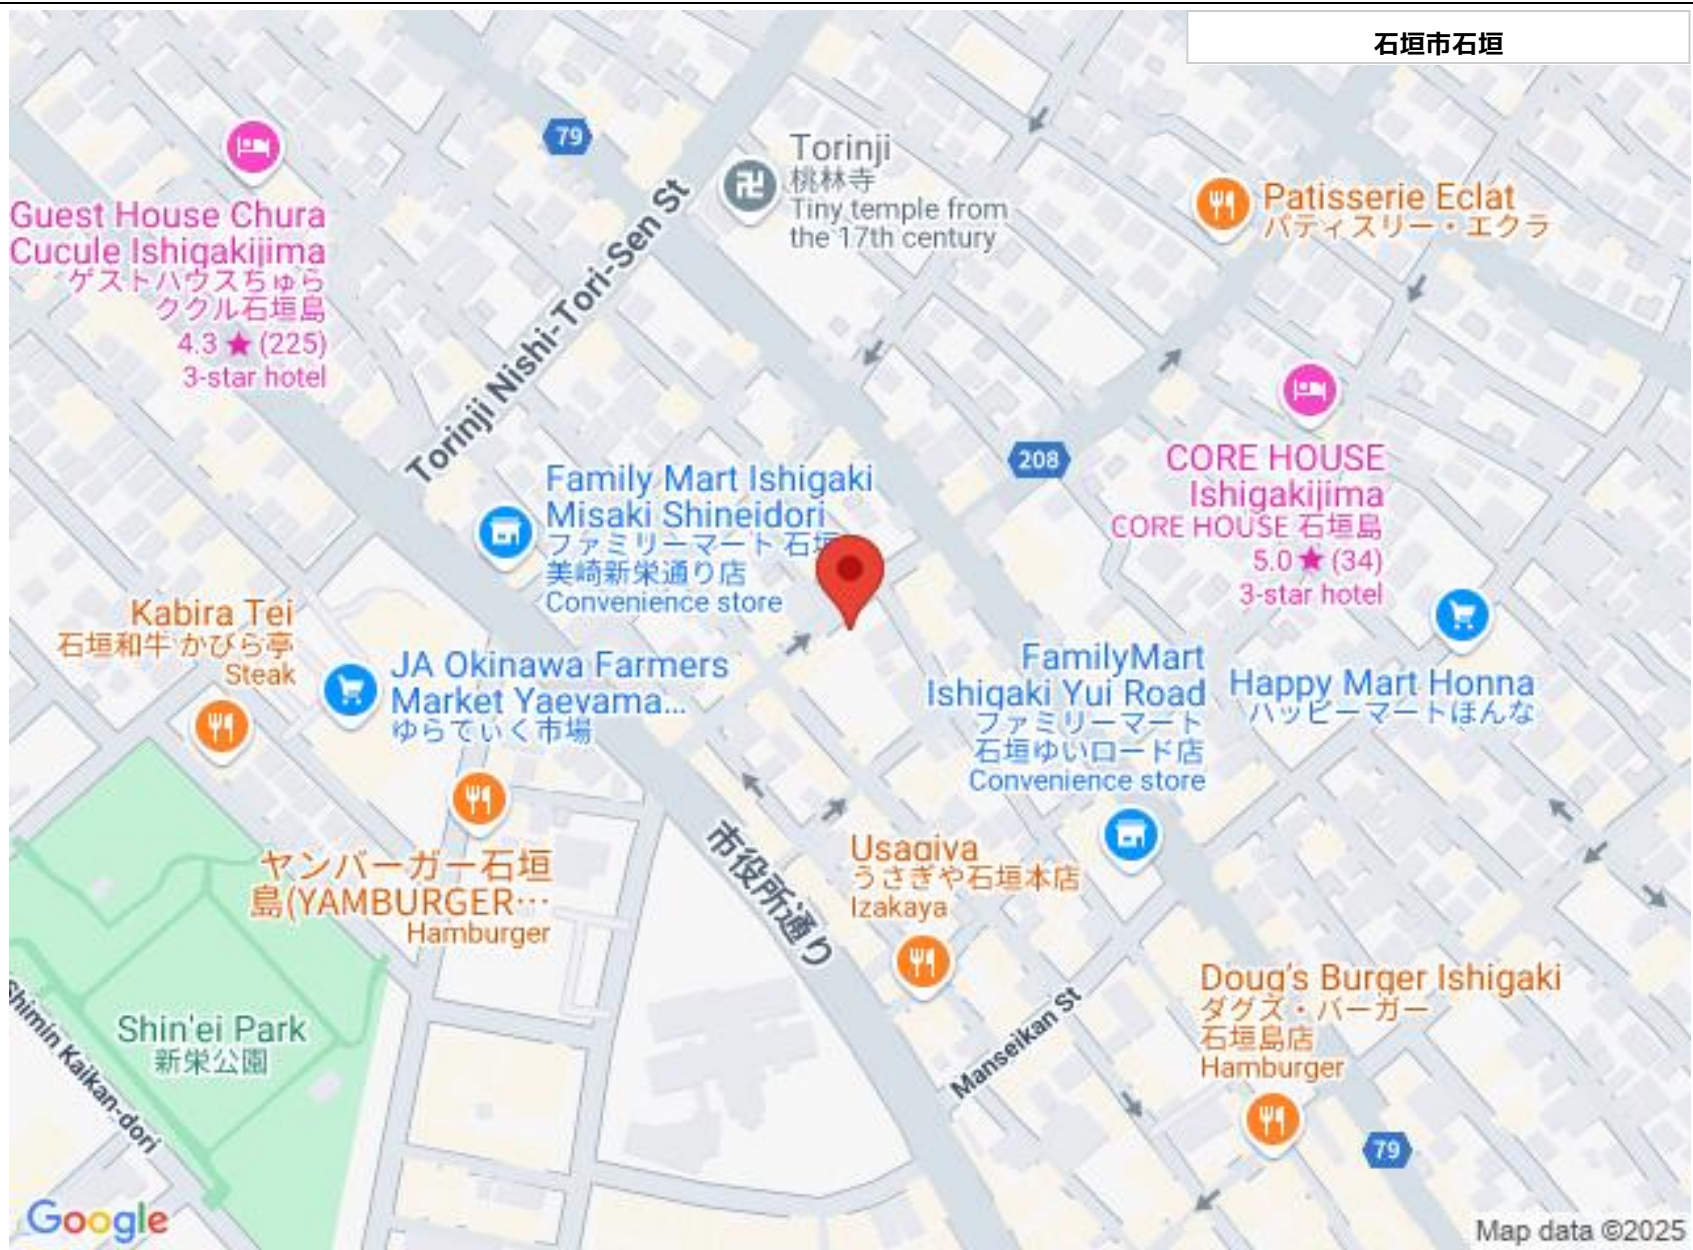 石垣市石垣
79
Torinji
桃林寺
Tiny temple from
the 17th century
Patisserie Eclat
パティスリー・エクラ
Guest House Chura
Cucule Ishigakijima
ゲストハウスちゅら
ククル石垣島
4.3 ★ (225)
3-star hotel
Torinji Nishi-Tori-Sen St
208
CORE HOUSE
Ishigakijima
CORE HOUSE 石垣島
5.0 ★ (34)
3-star hotel
Family Mart Ishigaki
Misaki Shineidori
ファミリーマート 石垣
美崎新栄通り店
Convenience store
Kabira Tei
石垣和牛 かびら亭
Steak
JA Okinawa Farmers
Market Yaeyama...
ゆらてぃく市場
FamilyMart
Ishigaki Yui Road
ファミリーマート
石垣ゆいロード店
Convenience store
Happy Mart Honna
ハッピーマートほんな
ヤンバーガー石垣
島(YAMBURGER…
Hamburger
市役所通り
Usagiya
うさぎや石垣本店
Izakaya
Doug's Burger Ishigaki
ダグズ・バーガー
石垣島店
Hamburger
Manseikan St
Shin'ei Park
新栄公園
Shimin Kaikan-dori
79
Google
Map data ©2025